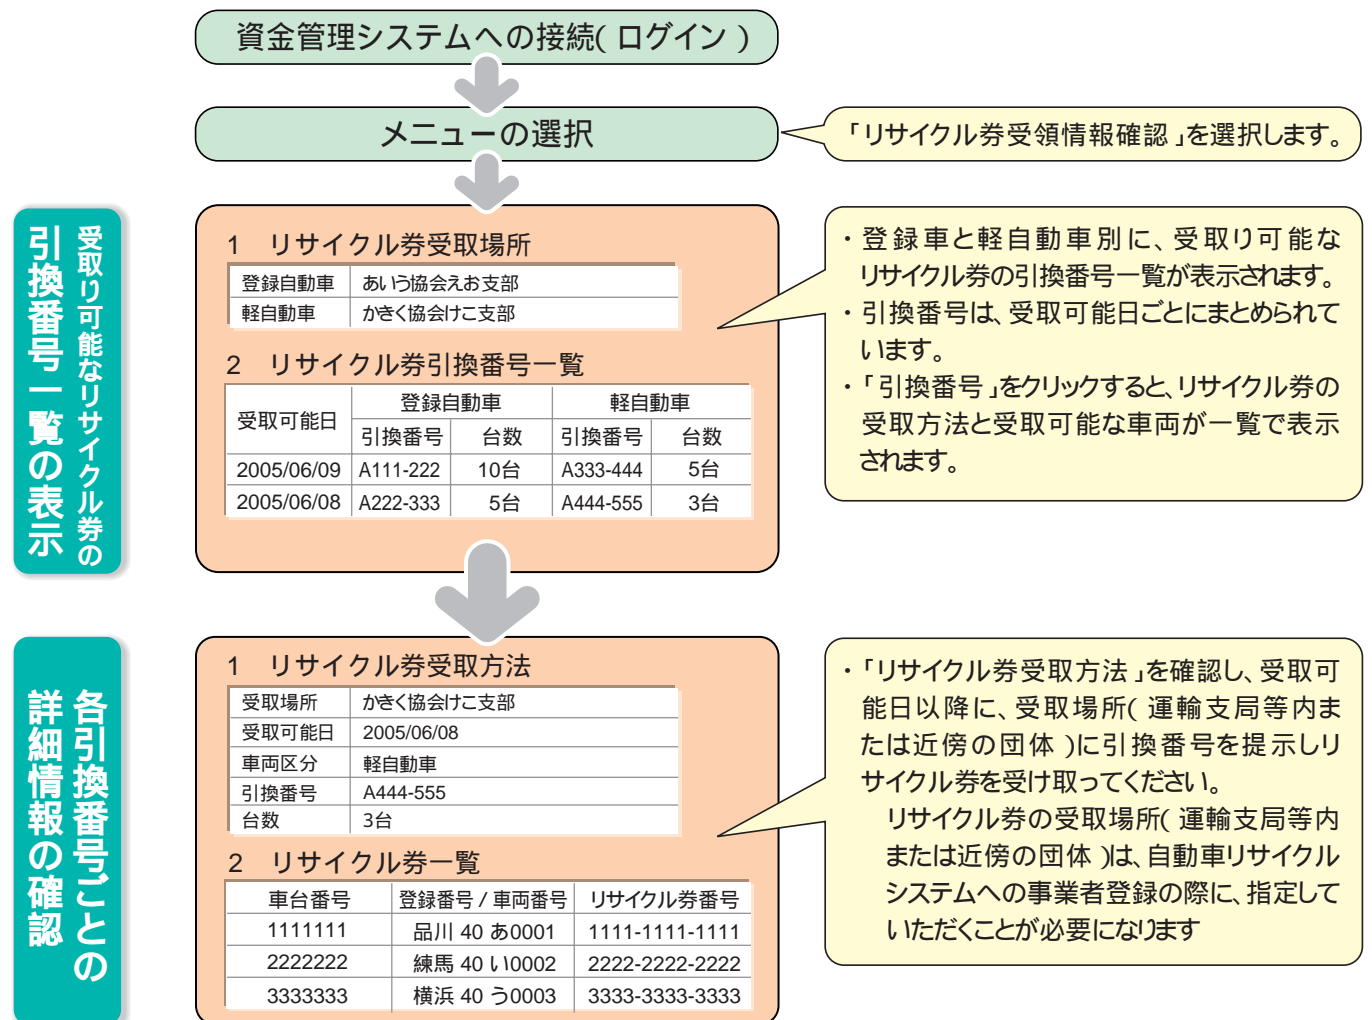 資金管理システムへの接続(ログイン)
メニューの選択
「リサイクル券受領情報確認」を選択します。
受取り可能なリサイクル券の
引換番号一覧の表示
1 リサイクル券受取場所
登録自動車 あいう協会えお支部
軽自動車 かきく協会けこ支部
2 リサイクル券引換番号一覧
受取可能日 登録自動車 軽自動車
引換番号 台数 引換番号 台数
2005/06/09 A111-222 10台 A333-444 5台
2005/06/08 A222-333 5台 A444-555 3台
・登録車と軽自動車別に、受取り可能な
リサイクル券の引換番号一覧が表示されます。
・引換番号は、受取可能日ごとにまとめられて
います。
・「引換番号」をクリックすると、リサイクル券の
受取方法と受取可能な車両が一覧で表示
されます。
各引換番号ごとの
詳細情報の確認
1 リサイクル券受取方法
受取場所 かきく協会けこ支部
受取可能日 2005/06/08
車両区分 軽自動車
引換番号 A444-555
台数 3台
2 リサイクル券一覧
車台番号 登録番号/車両番号 リサイクル券番号
1111111 品川 40 あ0001 1111-1111-1111
2222222 練馬 40 い0002 2222-2222-2222
3333333 横浜 40 う0003 3333-3333-3333
・「リサイクル券受取方法」を確認し、受取可
能日以降に、受取場所(運輸支局等内ま
たは近傍の団体)に引換番号を提示しリ
サイクル券を受け取ってください。
リサイクル券の受取場所(運輸支局等内
または近傍の団体)は、自動車リサイクル
システムへの事業者登録の際に、指定して
いただくことが必要になります